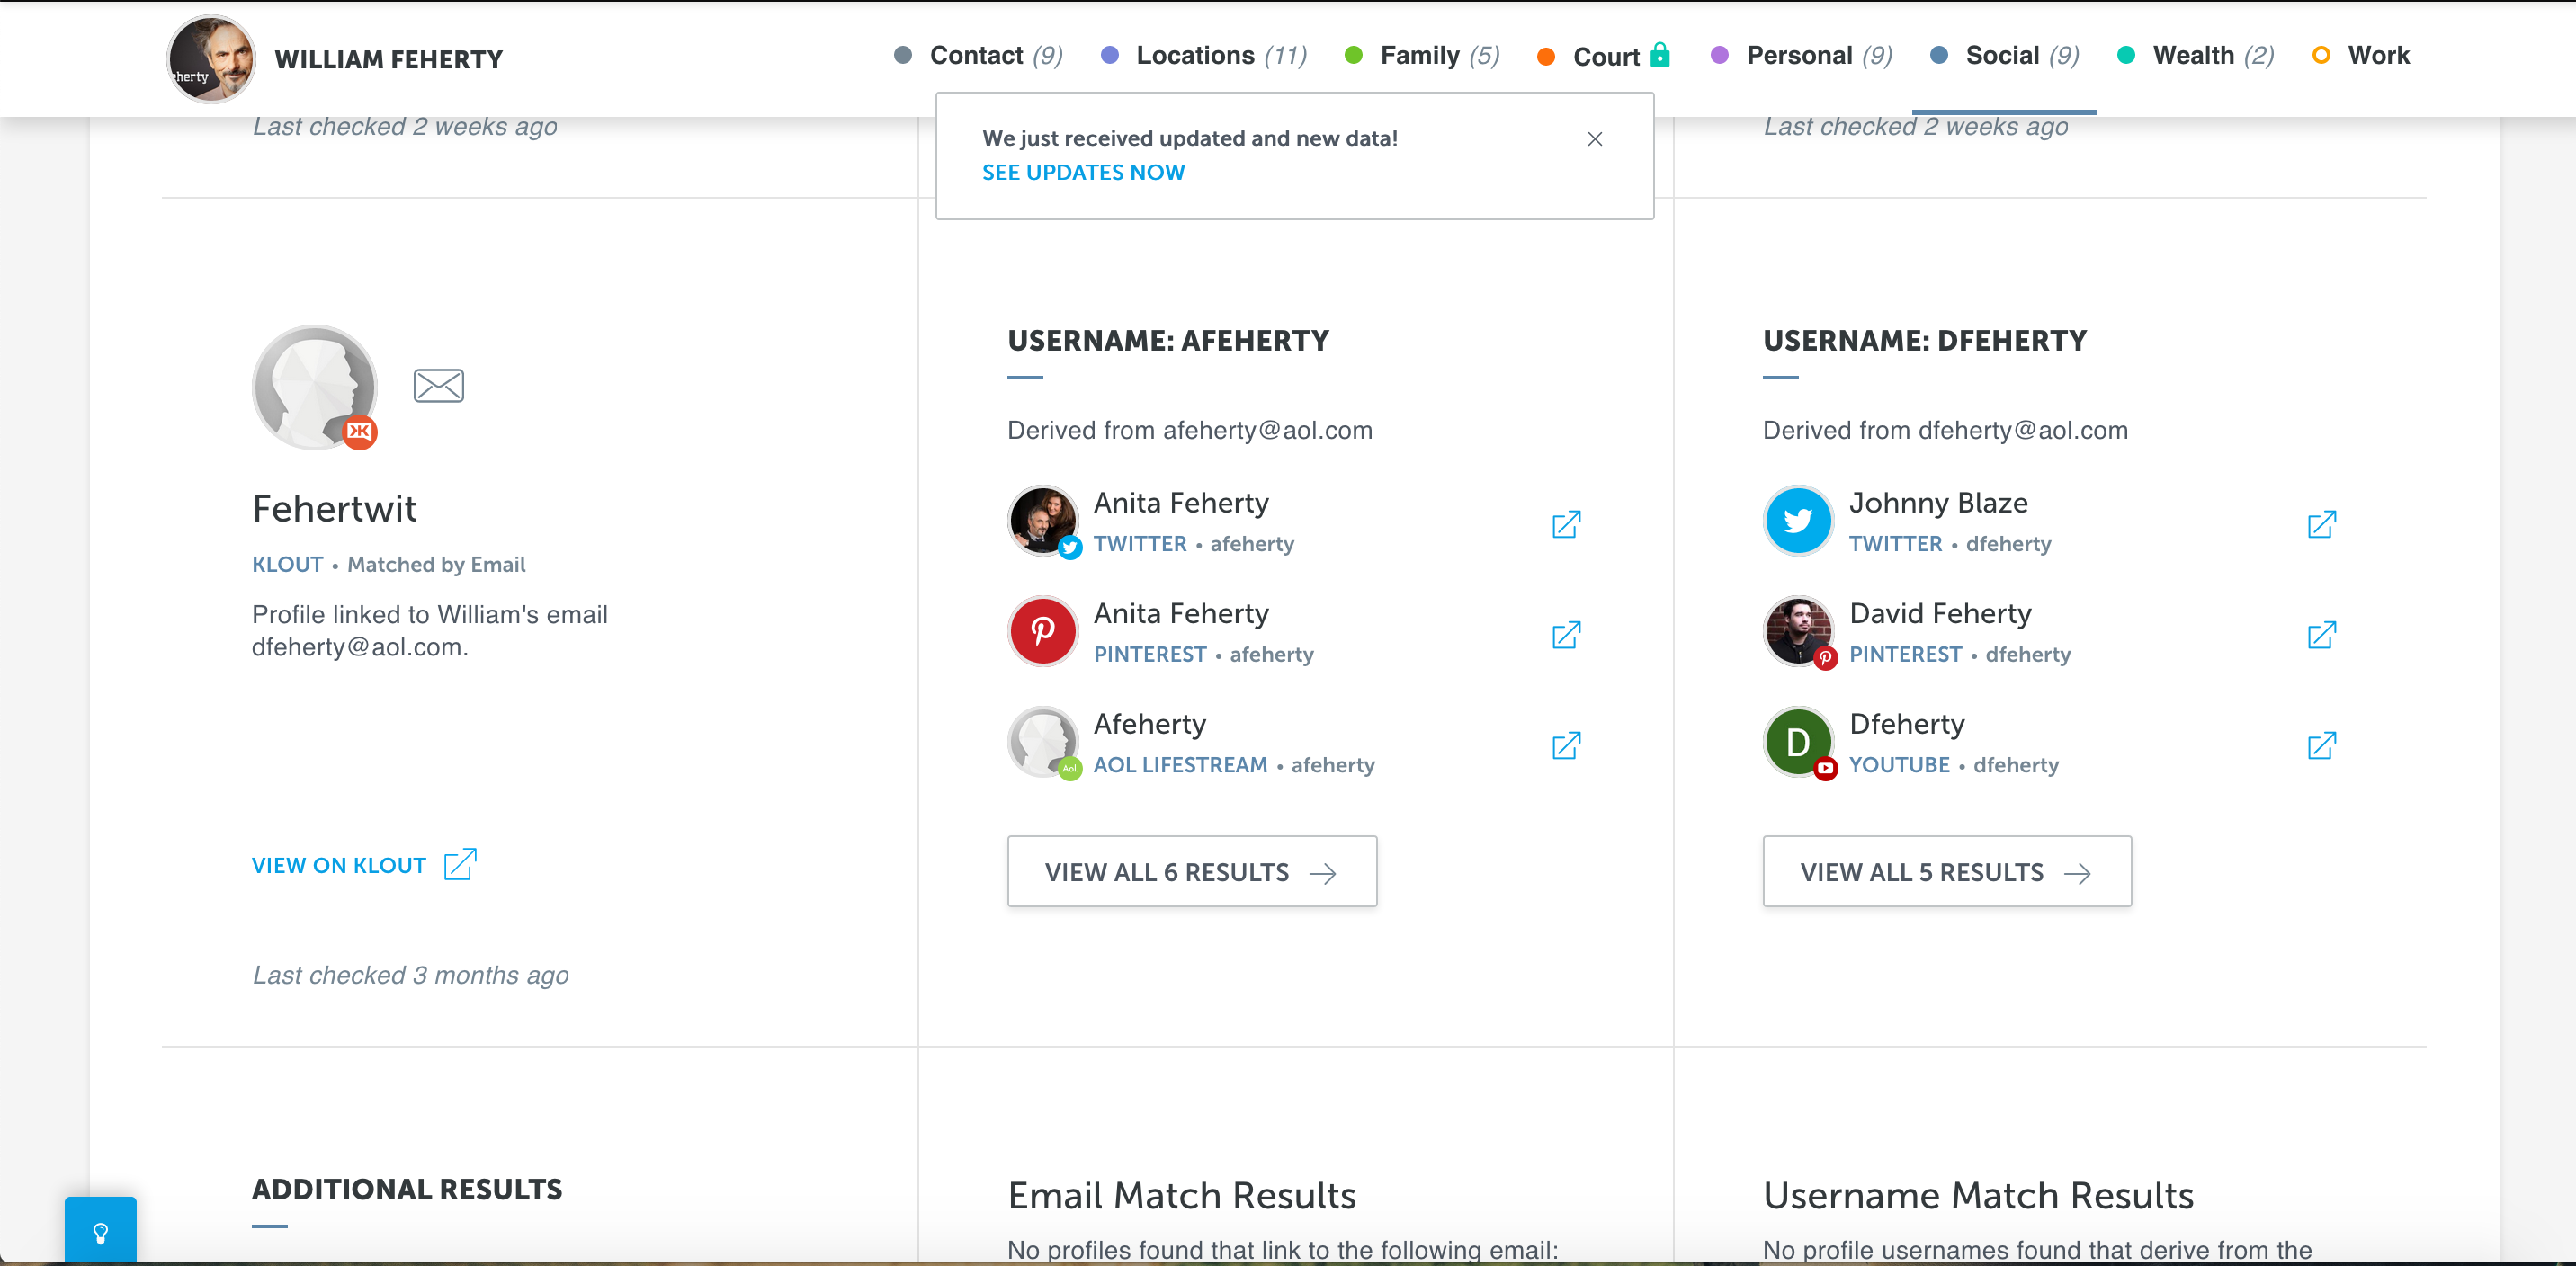 WILLIAM FEHERTY
Contact (9)
Locations (11)
Family (5)
Court
Personal (9)
Social (9)
Wealth (2)
Work
herty
Last checked 2 weeks ago
We just received updated and new data!
SEE UPDATES NOW
Last checked 2 weeks ago
Fehertwit
KLOUT • Matched by Email
Profile linked to William's email
dfeherty@aol.com.
VIEW ON KLOUT
Last checked 3 months ago
USERNAME: AFEHERTY
Derived from afeherty@aol.com
Anita Feherty
TWITTER • afeherty
Anita Feherty
PINTEREST • afeherty
Afeherty
Aol.
AOL LIFESTREAM • afeherty
VIEW ALL 6 RESULTS
USERNAME: DFEHERTY
Derived from dfeherty@aol.com
Johnny Blaze
TWITTER • dfeherty
David Feherty
PINTEREST • dfeherty
D
Dfeherty
YOUTUBE • dfeherty
VIEW ALL 5 RESULTS
ADDITIONAL RESULTS
Email Match Results
No profiles found that link to the following email:
Username Match Results
No profile usernames found that derive from the